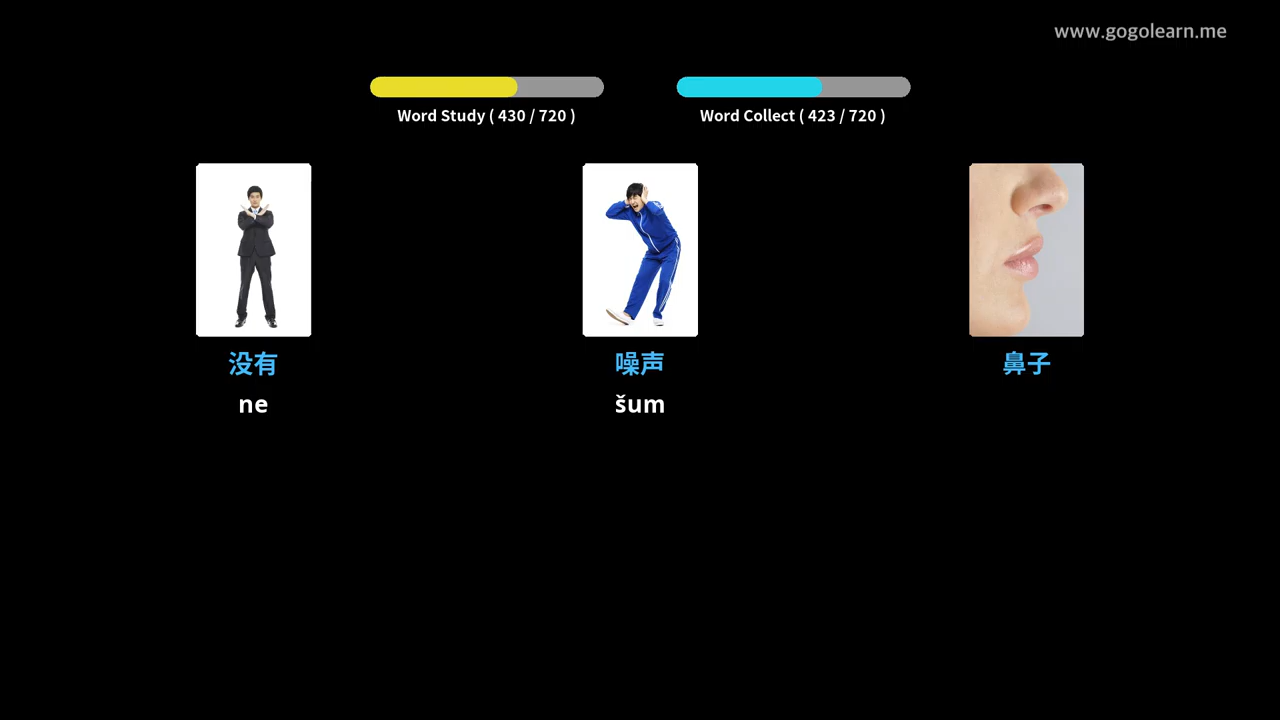 www.gogolearn.me
Word Study ( 430 / 720 )
Word Collect ( 423 / 720 )
没有
噪声
鼻子
ne
šum